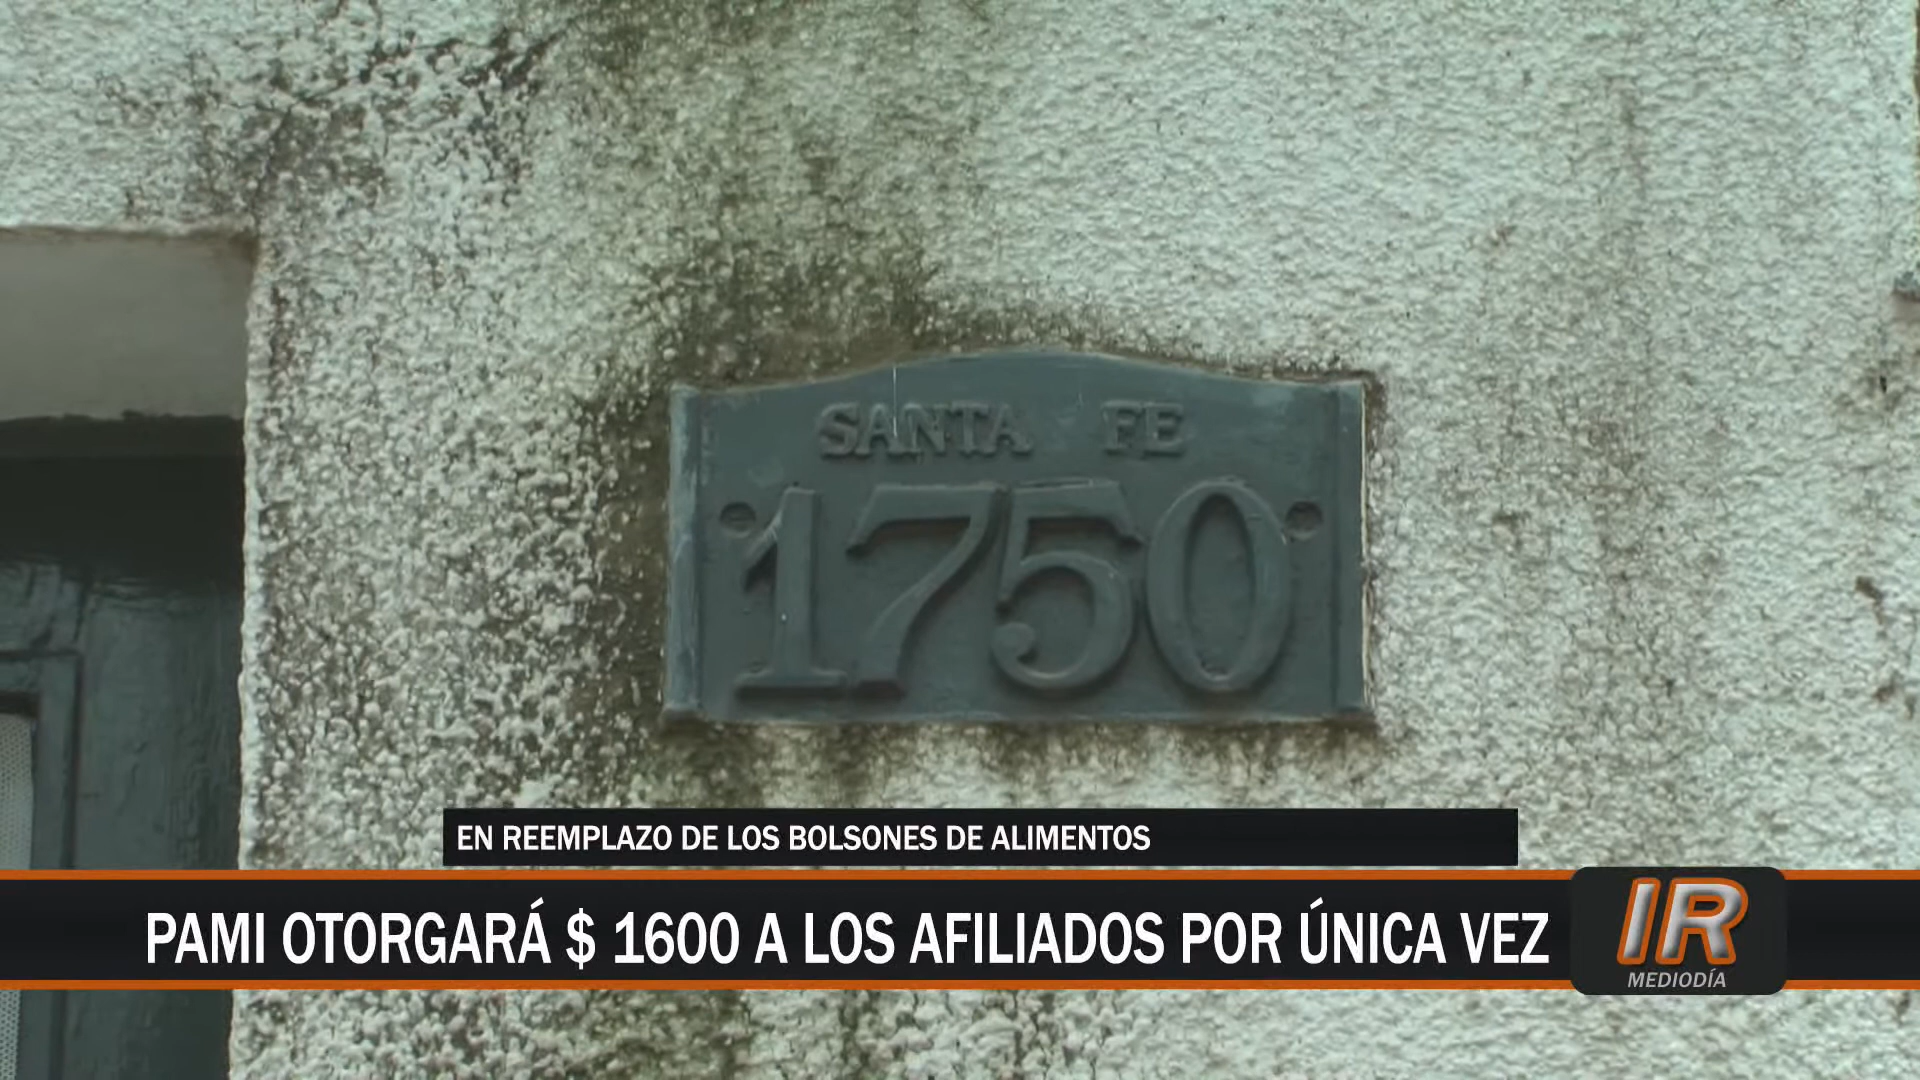 SANTA FE
1750
EN REEMPLAZO DE LOS BOLSONES DE ALIMENTOS
PAMI OTORGARÁ $ 1600 A LOS AFILIADOS POR ÚNICA VEZ
IR
MEDIODÍA